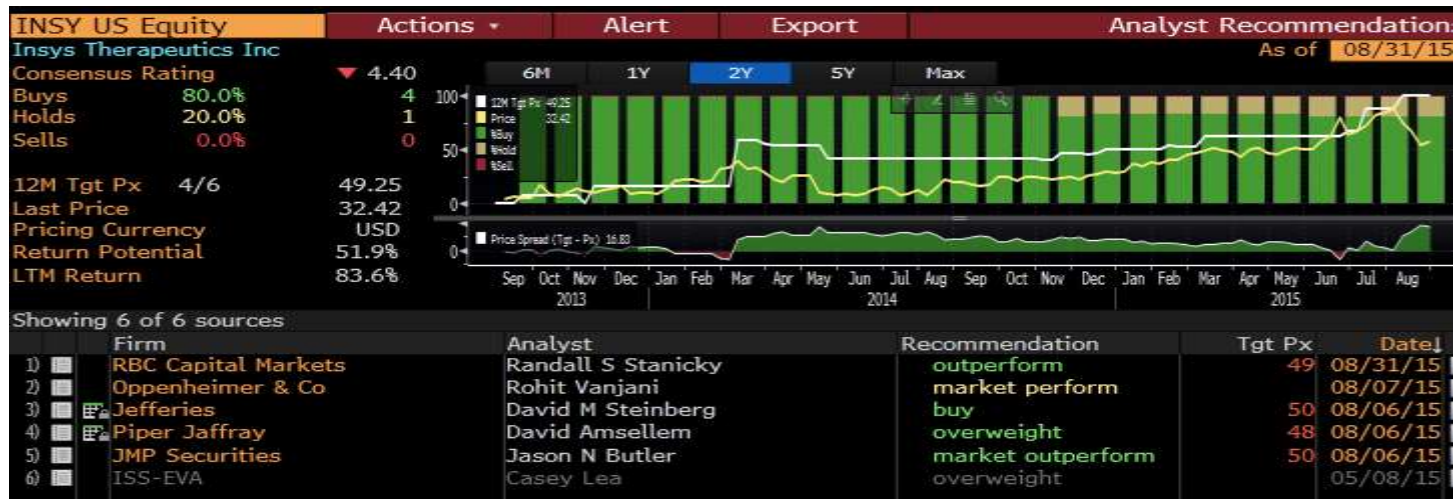 INSY US Equity Actions Alert Export Analyst Recommendation
Insys Therapeutics Inc As of 08/31/15
Consensus Rating 4.40 6M 1Y 2Y 5Y Max
Buys 80.0% 4
Holds 20.0% 1
Sells 0.0% 0
12M Tgt Px 4/6 49.25
Last Price 32.42
Pricing Currency USD
Return Potential 51.9%
LTM Return 83.6%
100
50
0
12M Tgt Px 49.25
Price 32.42
%Buy
%Hold
%Sell
0
Price Spread (Tgt - Px) 16.83
Sep Oct Nov Dec Jan Feb Mar Apr May Jun Jul Aug Sep Oct Nov Dec Jan Feb Mar Apr May Jun Jul Aug
2013 2014 2015
Showing 6 of 6 sources
Firm Analyst Recommendation Tgt Px Date↓
1) RBC Capital Markets Randall S Stanicky outperform 49 08/31/15
2) Oppenheimer & Co Rohit Vanjani market perform 08/07/15
3) Jefferies David M Steinberg buy 50 08/06/15
4) Piper Jaffray David Amsellem overweight 48 08/06/15
5) JMP Securities Jason N Butler market outperform 50 08/06/15
6) ISS-EVA Casey Lea overweight 05/08/15